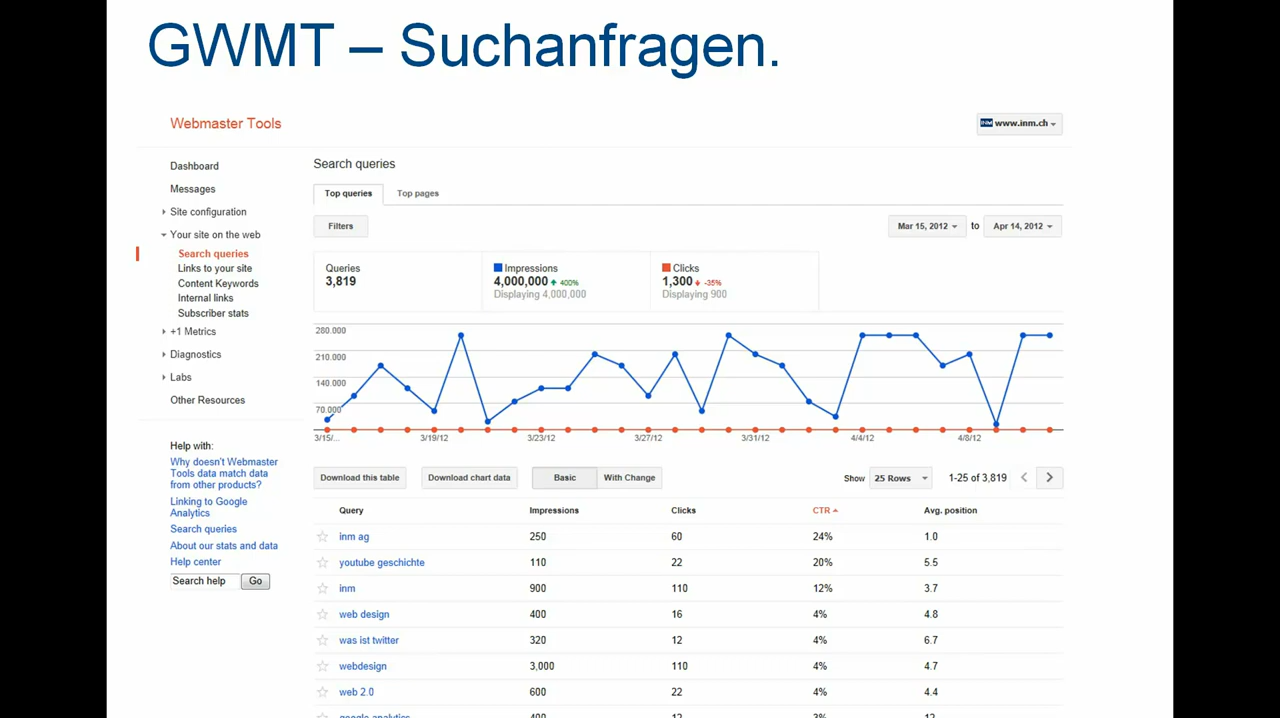 GWMT – Suchanfragen.
Webmaster Tools
INM www.inm.ch
Dashboard
Messages
Site configuration
Your site on the web
Search queries
Links to your site
Content Keywords
Internal links
Subscriber stats
+1 Metrics
Diagnostics
Labs
Other Resources
Help with:
Why doesn't Webmaster
Tools data match data
from other products?
Linking to Google
Analytics
Search queries
About our stats and data
Help center
Search help Go
Search queries
Top queries Top pages
Filters Mar 15, 2012 to Apr 14, 2012
Queries Impressions Clicks
3,819 4,000,000 400% 1,300 -35%
Displaying 4,000,000 Displaying 900
280.000
210.000
140.000
70.000
3/15/... 3/19/12 3/23/12 3/27/12 3/31/12 4/4/12 4/8/12
Download this table Download chart data Basic With Change Show 25 Rows 1-25 of 3,819
Query Impressions Clicks CTR Avg. position
inm ag 250 60 24% 1.0
youtube geschichte 110 22 20% 5.5
inm 900 110 12% 3.7
web design 400 16 4% 4.8
was ist twitter 320 12 4% 6.7
webdesign 3,000 110 4% 4.7
web 2.0 600 22 4% 4.4
google analytics 400 12 3% 12